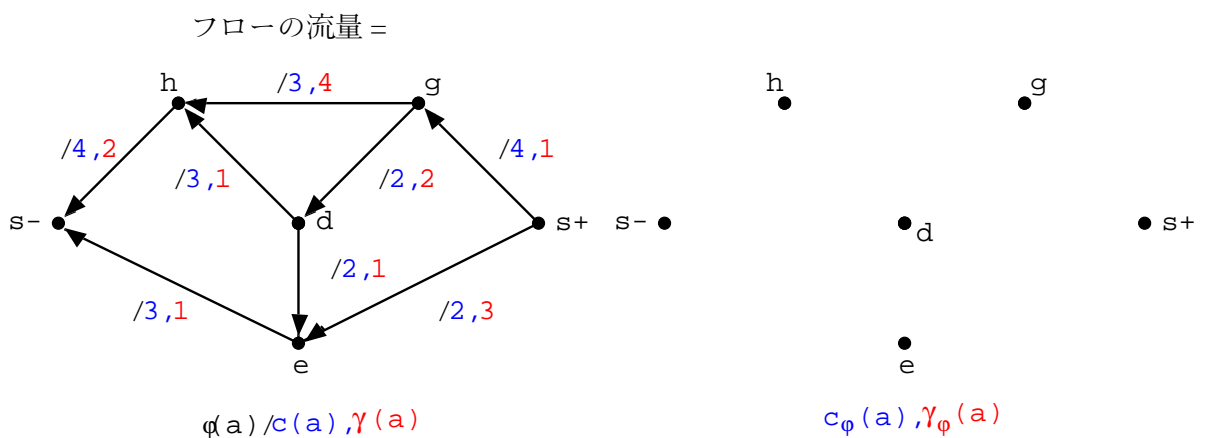 フローの流量 =
h
/3,4
g
h
g
/4,2
/3,1
/2,2
/4,1
s-
d
s+
s-
d
s+
/2,1
/3,1
/2,3
e
e
φ(a)/c(a),γ(a)
cφ(a),γφ(a)